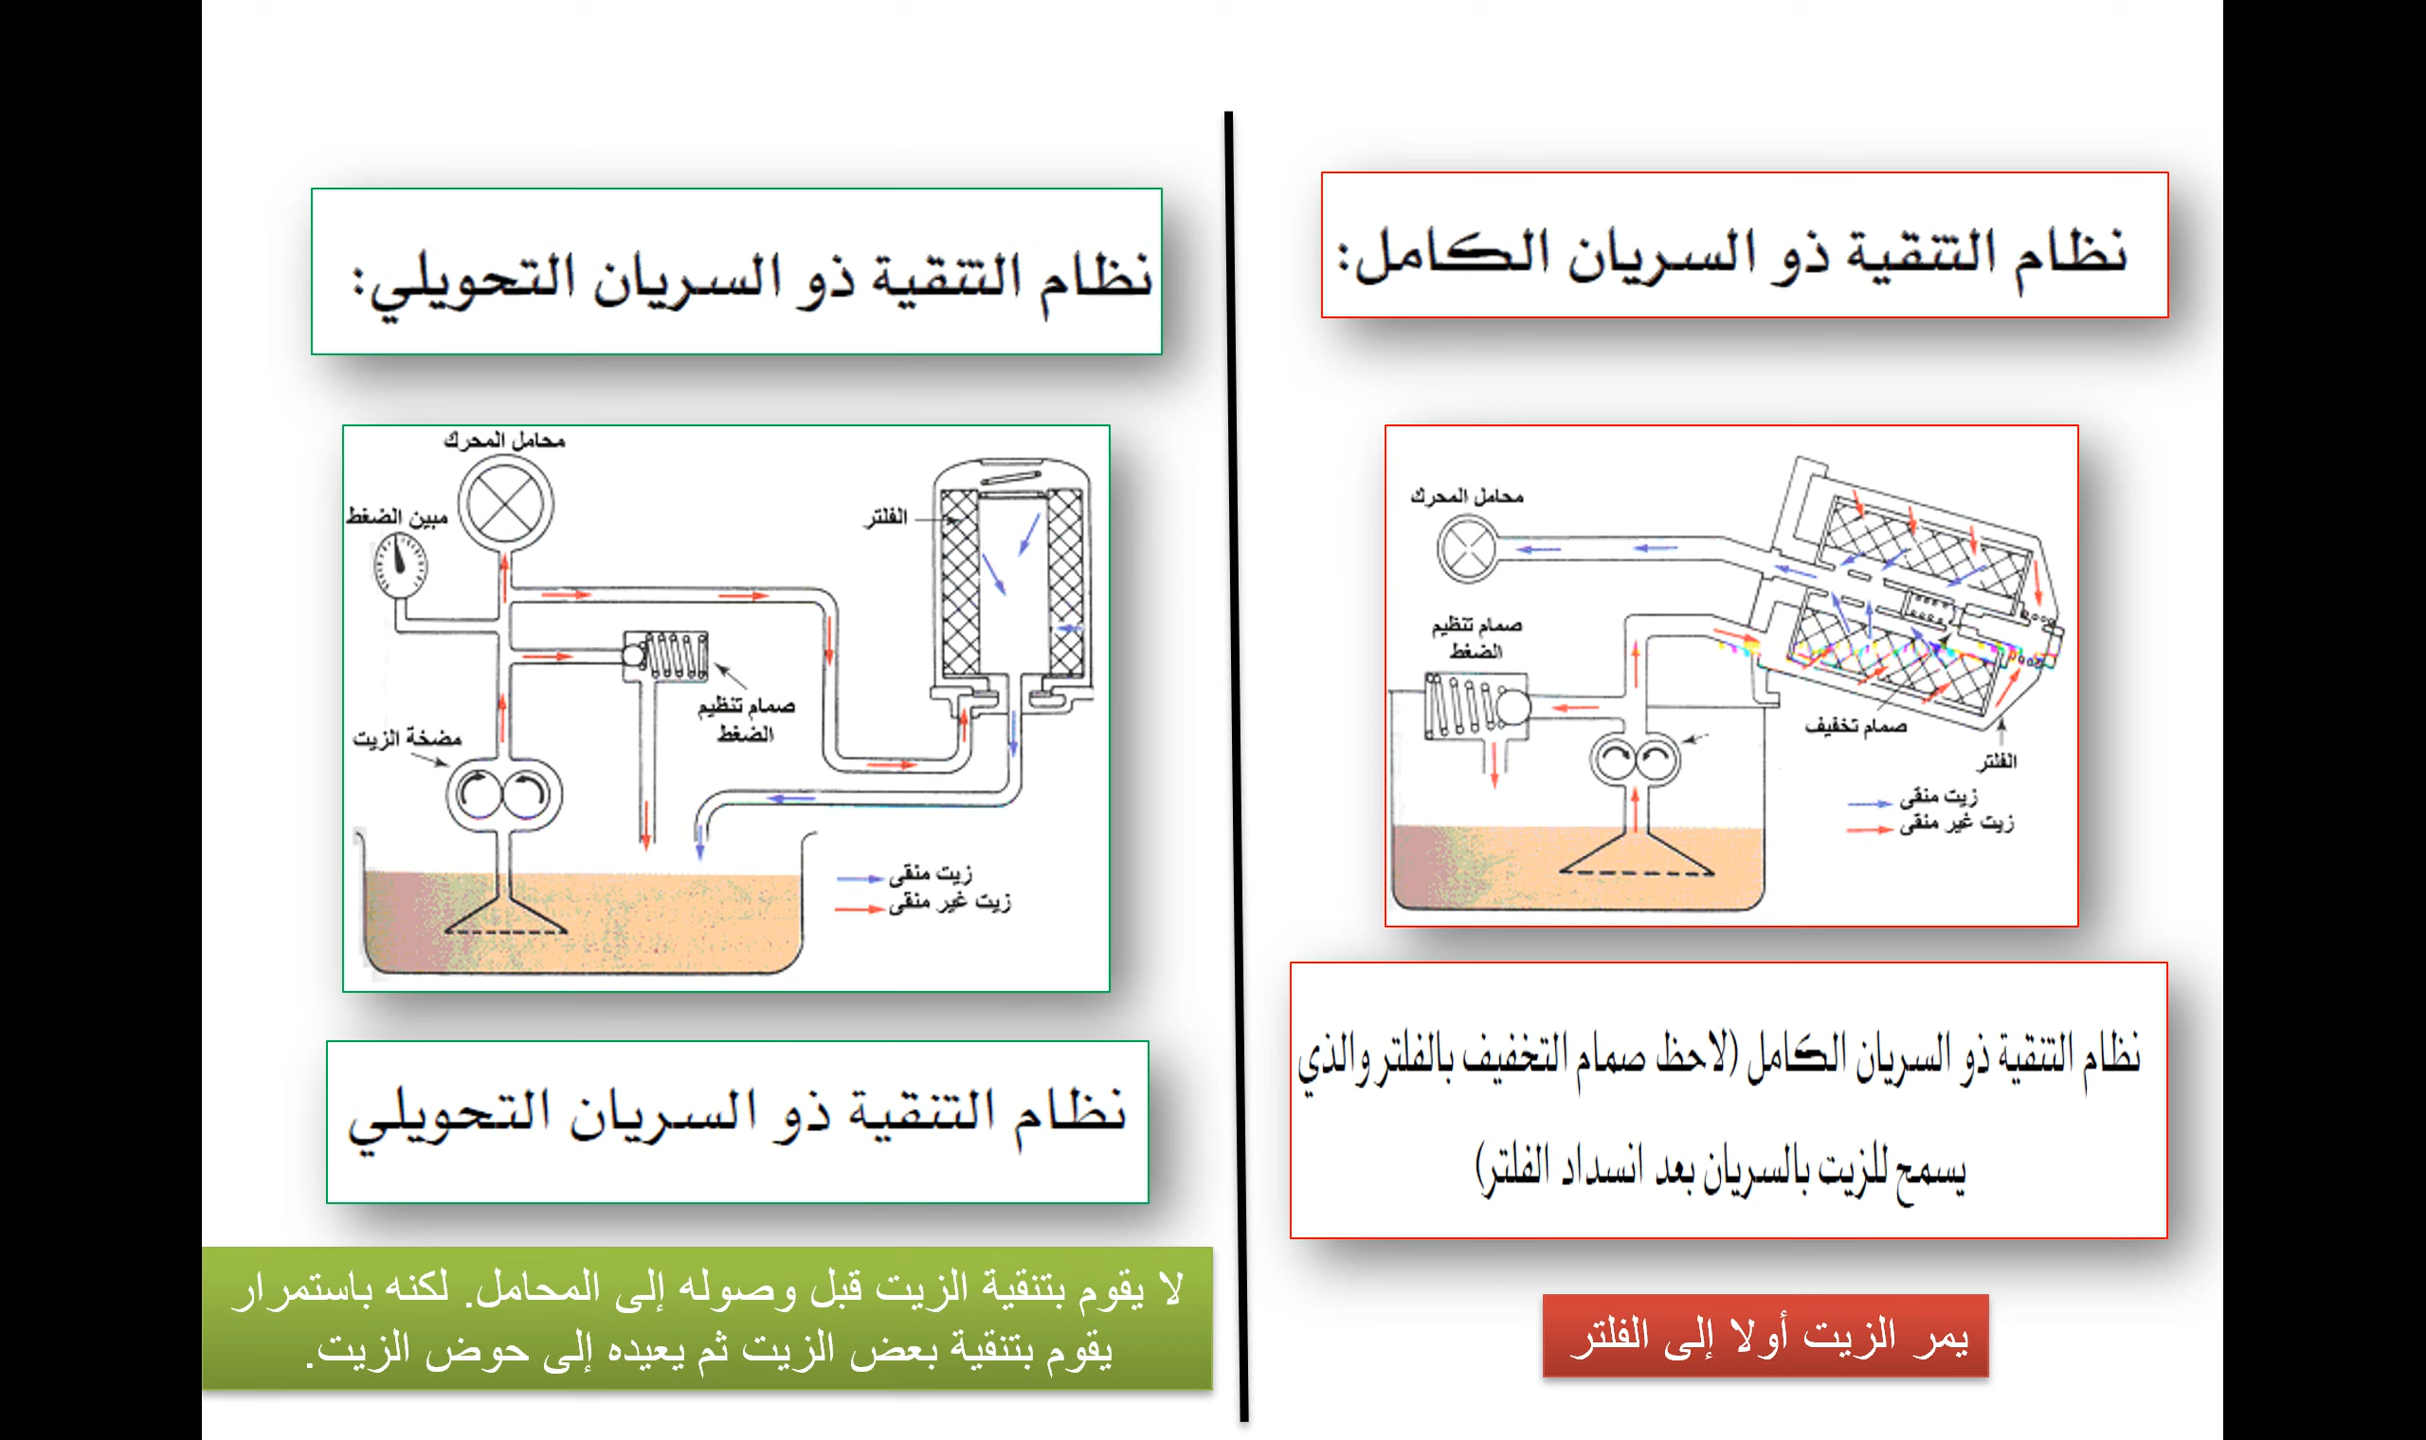 نظام التنقية ذو السريان الكامل:
محامل المحرك
صمام تنظيم
الضغط
صمام تخفيف
الفلتر
زيت منقى
زيت غير منقى
نظام التنقية ذو السريان الكامل (لاحظ صمام التخفيف بالفلتر والذي
يسمح للزيت بالسريان بعد انسداد الفلتر)
يمر الزيت أولا إلى الفلتر
نظام التنقية ذو السريان التحويلي:
محامل المحرك
مبين الضغط
الفلتر
صمام تنظيم
الضغط
مضخة الزيت
زيت منقى
زيت غير منقى
نظام التنقية ذو السريان التحويلي
لا يقوم بتنقية الزيت قبل وصوله إلى المحامل. لكنه باستمرار
يقوم بتنقية بعض الزيت ثم يعيده إلى حوض الزيت.